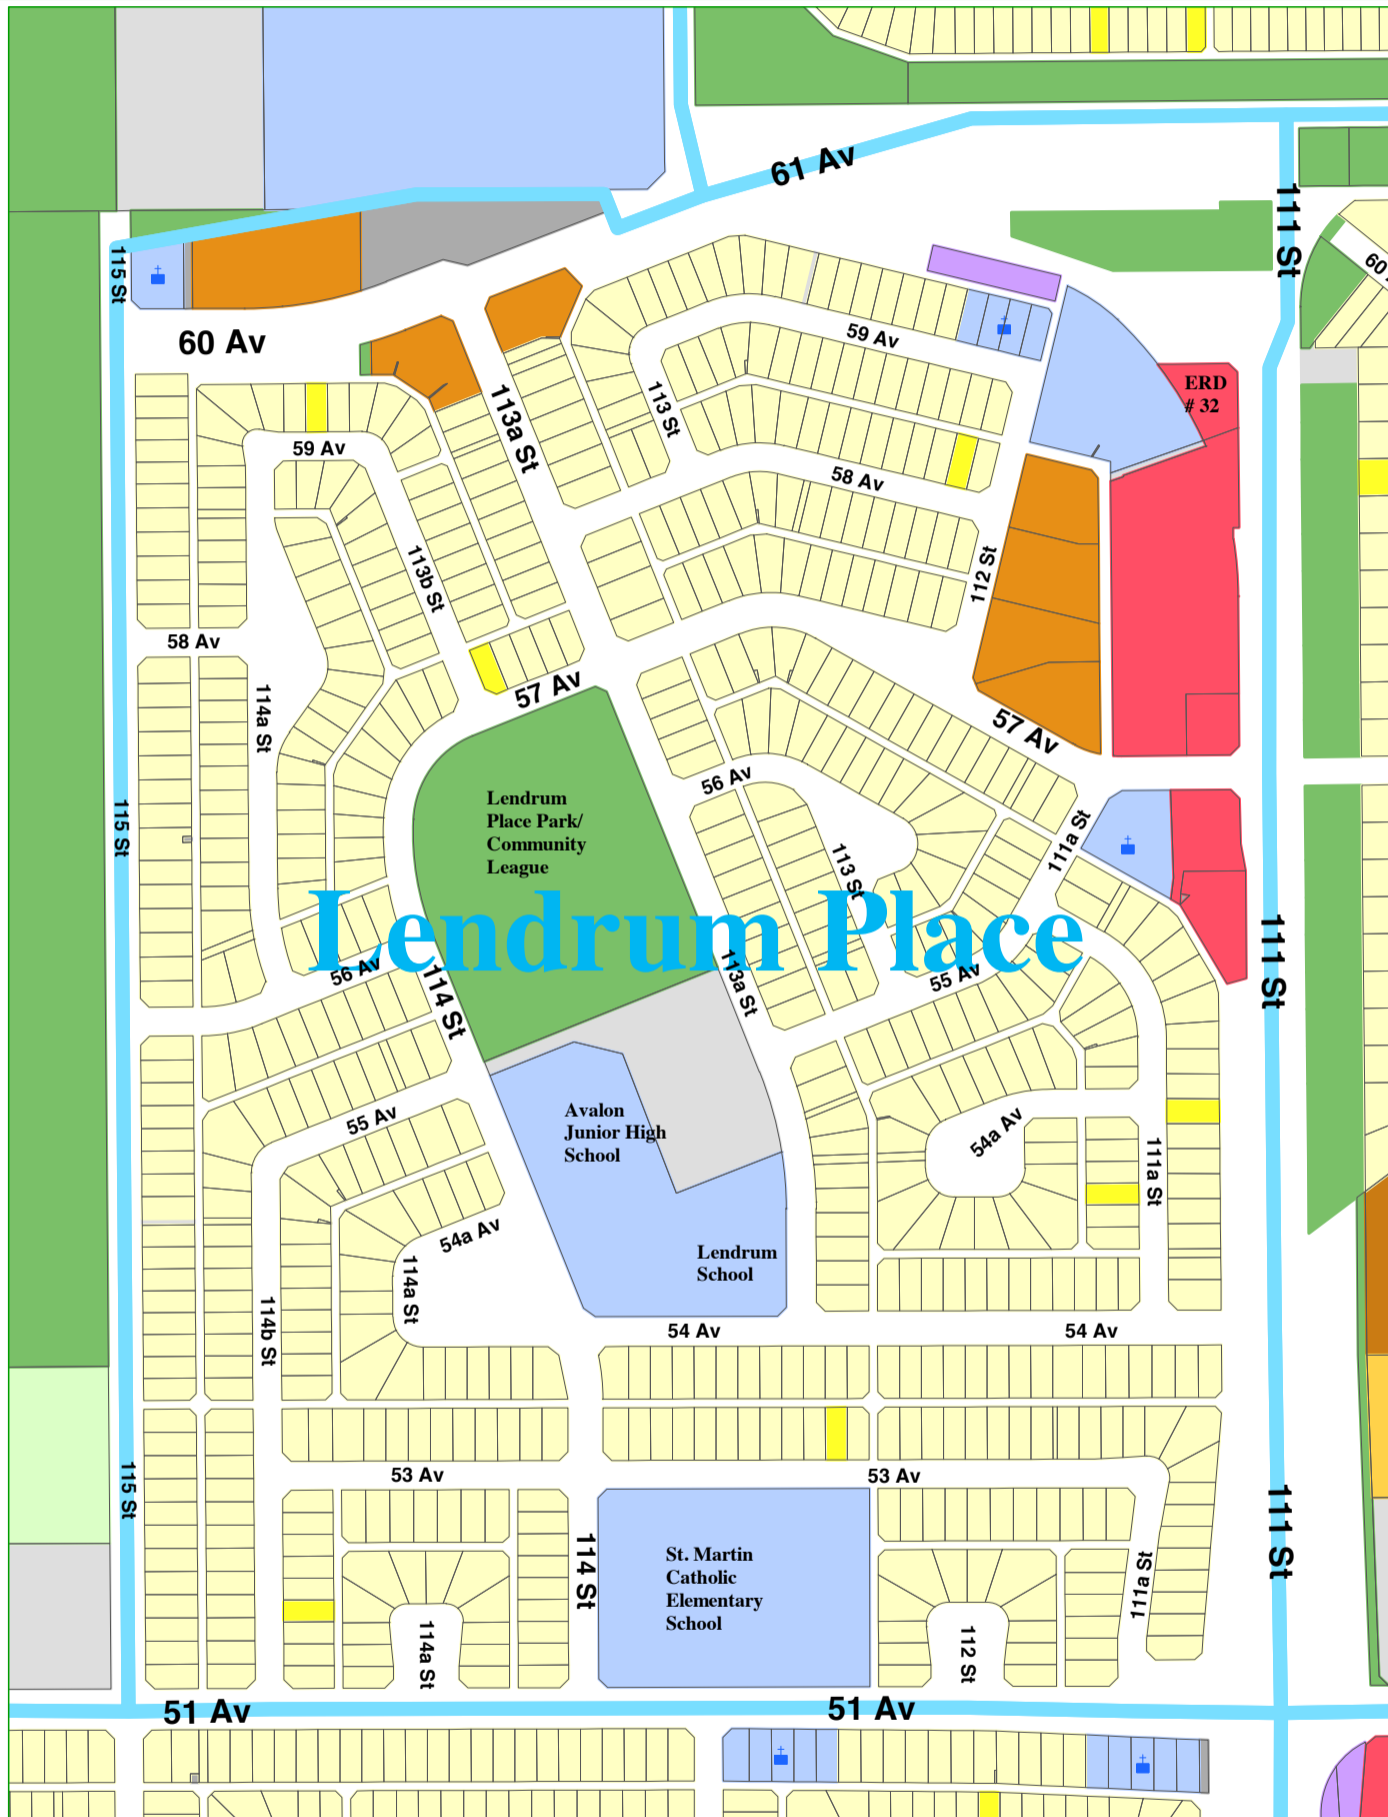 61 Av
111 St
115 St
60
60 Av
59 Av
ERD
# 32
113a St
113 St
59 Av
58 Av
113b St
112 St
58 Av
114a St
57 Av
57 Av
56 Av
Lendrum
Place Park/
Community
League
115 St
111a St
113 St
Lendrum Place
56 Av
114 St
113a St
55 Av
111 St
Avalon
Junior High
School
55 Av
54a Av
111a St
54a Av
Lendrum
School
114a St
114b St
54 Av
54 Av
53 Av
53 Av
115 St
111 St
114 St
St. Martin
Catholic
Elementary
School
111a St
114a St
112 St
51 Av
51 Av